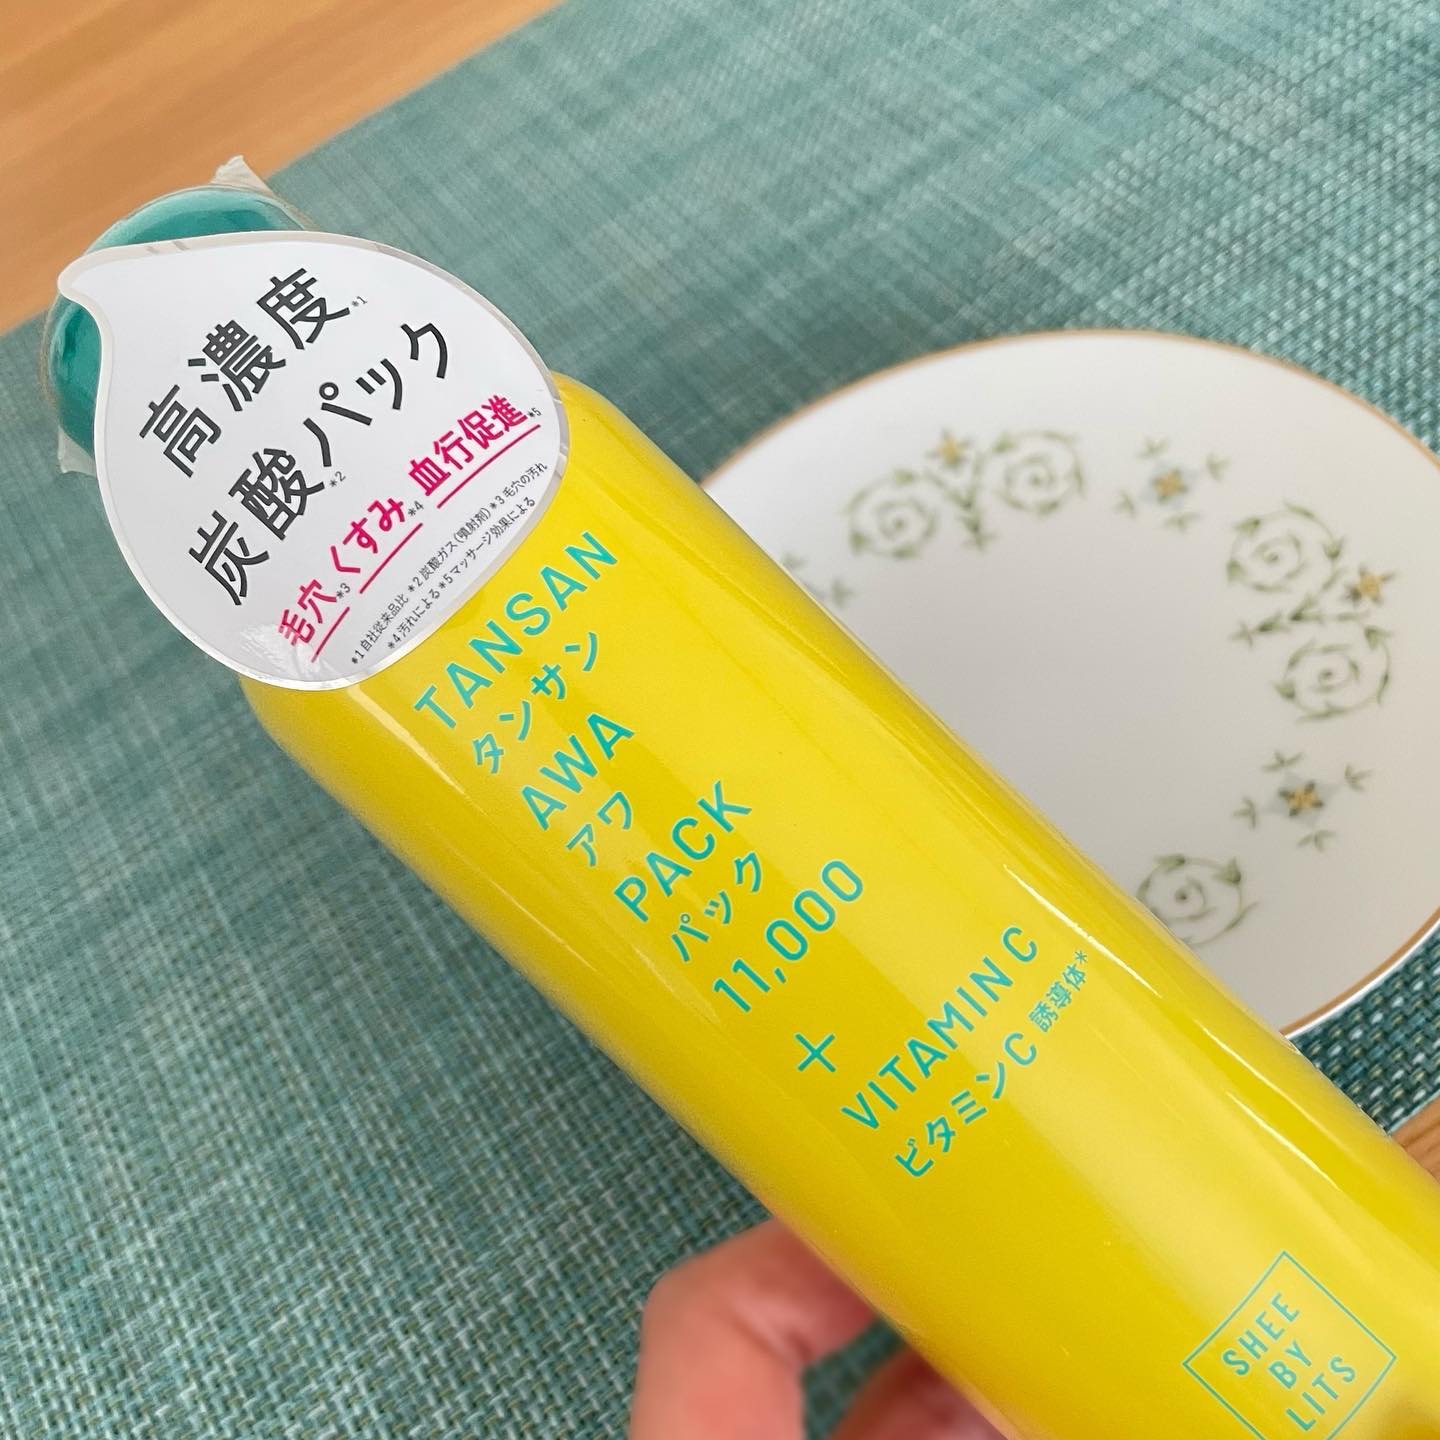 高濃度*1
炭酸パック*2
毛穴*3 くすみ*4 血行促進*5
*1 自社従来品比 *2 炭酸ガス(噴射剤) *3 毛穴の汚れ
*4 汚れによる *5 マッサージ効果による
TANSAN
タンサン
AWA
アワ
PACK
パック
11,000
+
VITAMIN C
ビタミンC 誘導体*
SHEE
BY
LITS